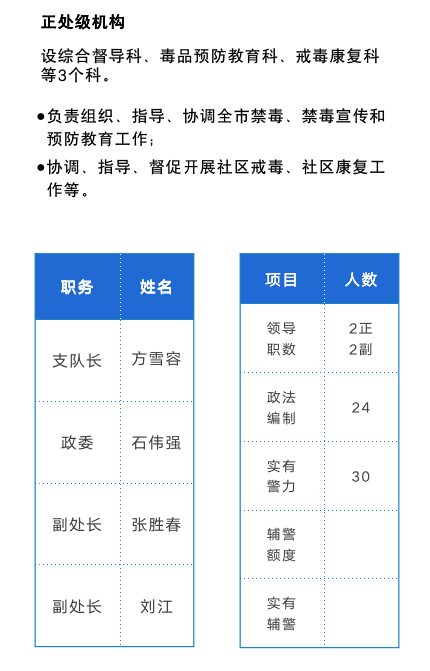 正处级机构
设综合督导科、毒品预防教育科、戒毒康复科
等3个科。
●负责组织、指导、协调全市禁毒、禁毒宣传和
预防教育工作；
●协调、指导、督促开展社区戒毒、社区康复工
作等。
职务 姓名
支队长 方雪容
政委 石伟强
副处长 张胜春
副处长 刘江
项目 人数
领导 2正
职数 2副
政法
编制 24
实有
警力 30
辅警
额度
实有
辅警